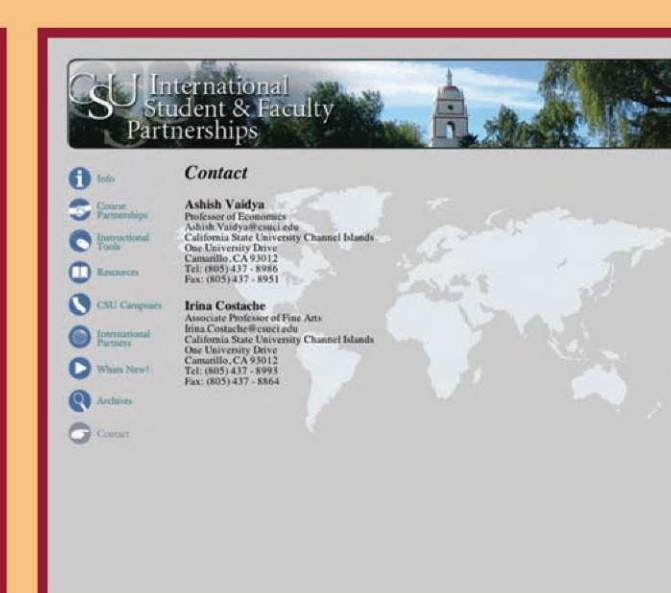 CSU International
Student & Faculty
Partnerships
Info
Course
Partnerships
Instructional
Tools
Resources
CSU Campuses
International
Partners
Whats New?
Archives
Contact
Contact
Ashish Vaidya
Professor of Economics
Ashish.Vaidya@csuci.edu
California State University Channel Islands
One University Drive
Camarillo, CA 93012
Tel: (805) 437 - 8986
Fax: (805) 437 - 8951
Irina Costache
Associate Professor of Fine Arts
Irina.Costache@csuci.edu
California State University Channel Islands
One University Drive
Camarillo, CA 93012
Tel: (805) 437 - 8993
Fax: (805) 437 - 8864